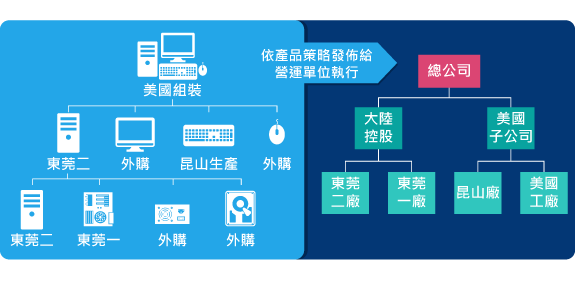 依產品策略發佈給
營運單位執行
美國組裝
東莞二
外購
昆山生產
外購
東莞二
東莞一
外購
外購
總公司
大陸
控股
美國
子公司
東莞
二廠
東莞
一廠
昆山廠
美國
工廠